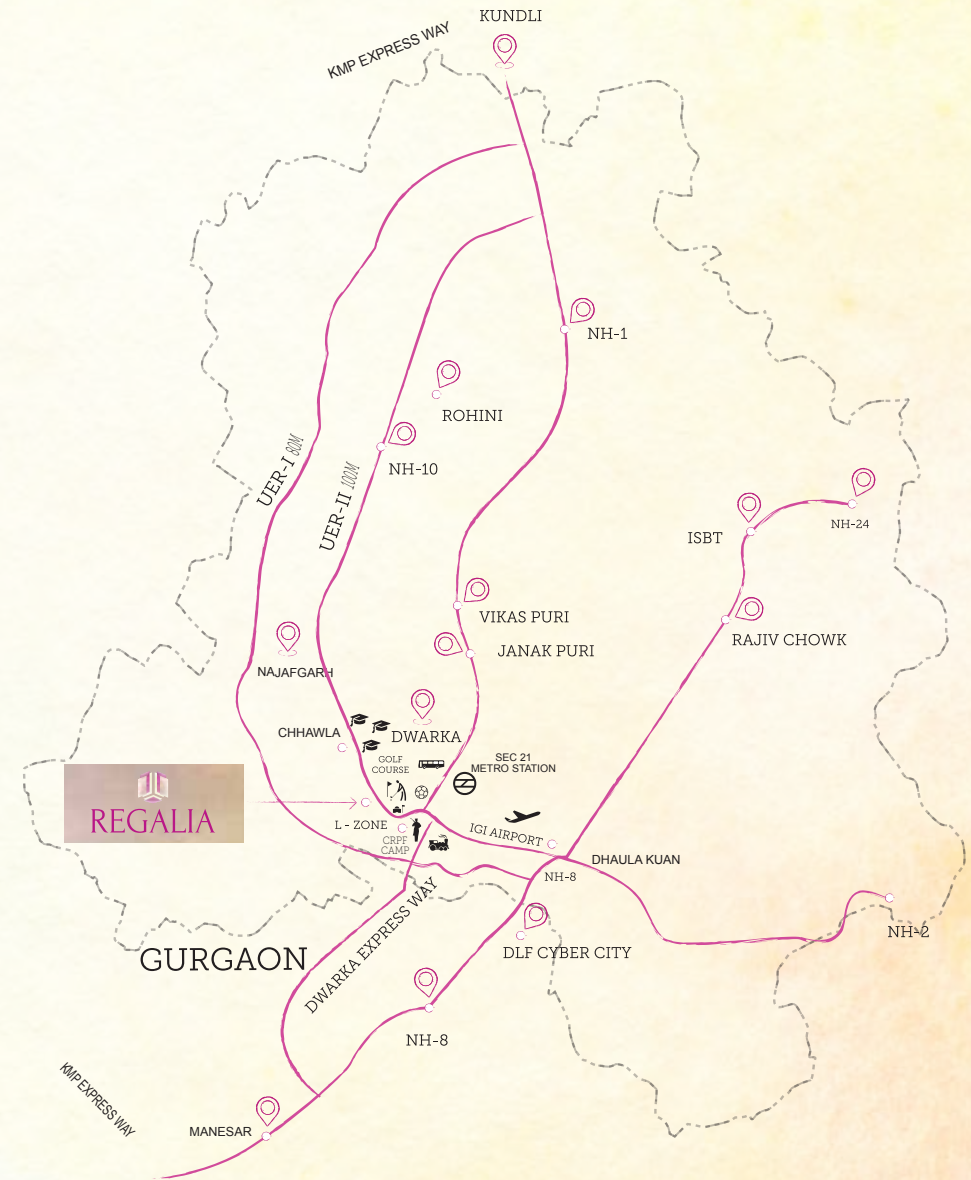 KUNDLI
KMP EXPRESS WAY
NH-1
ROHINI
NH-10
UER-I 80M
UER-II 100M
NH-24
ISBT
VIKAS PURI
RAJIV CHOWK
JANAK PURI
NAJAFGARH
CHHAWLA
DWARKA
GOLF
COURSE
SEC 21
METRO STATION
REGALIA
L - ZONE
CRPF
CAMP
IGI AIRPORT
DHAULA KUAN
NH-8
NH-2
DWARKA EXPRESS WAY
DLF CYBER CITY
GURGAON
NH-8
KMP EXPRESS WAY
MANESAR